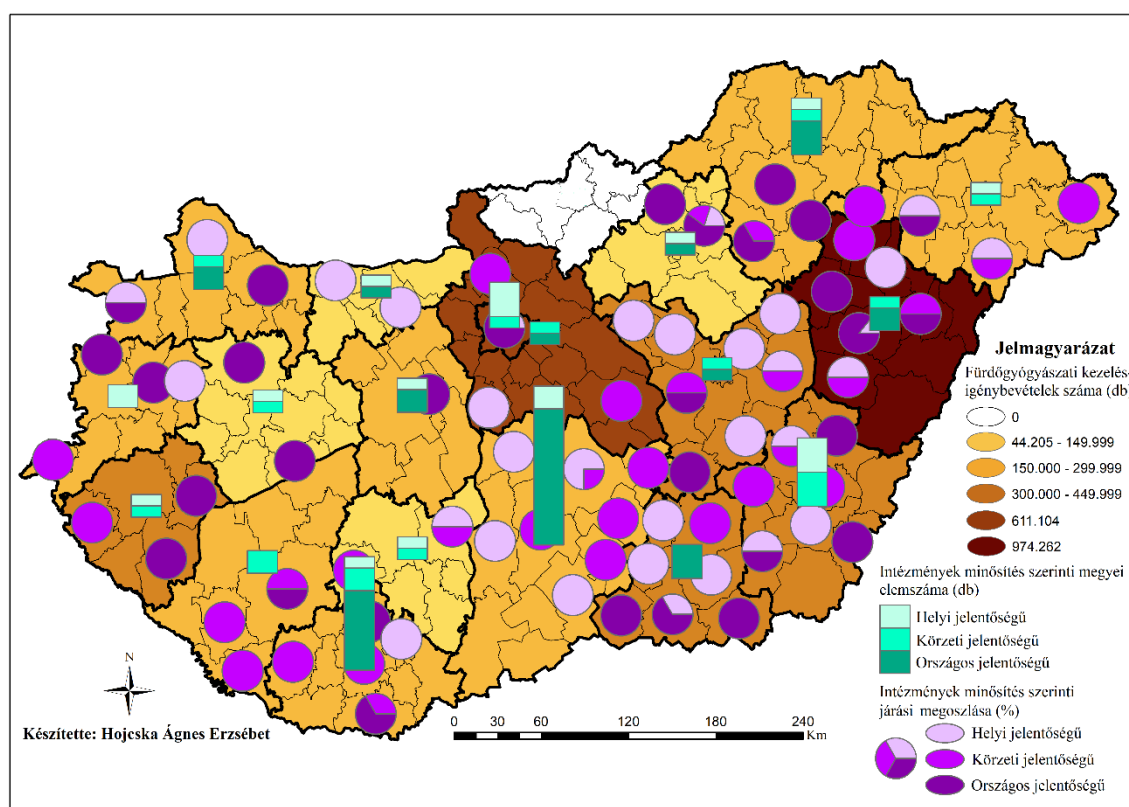 Jelmagyarázat
Fürdőgyógyászati kezelés-
igénybevételek száma (db)
0
44.205 - 149.999
150.000 - 299.999
300.000 - 449.999
611.104
974.262
Intézmények minősítés szerinti megyei
elemszáma (db)
Helyi jelentőségű
Körzeti jelentőségű
Országos jelentőségű
Intézmények minősítés szerinti
járási megoszlása (%)
Helyi jelentőségű
Körzeti jelentőségű
Országos jelentőségű
N
Készítette: Hojcska Ágnes Erzsébet
0 30 60 120 180 240
Km